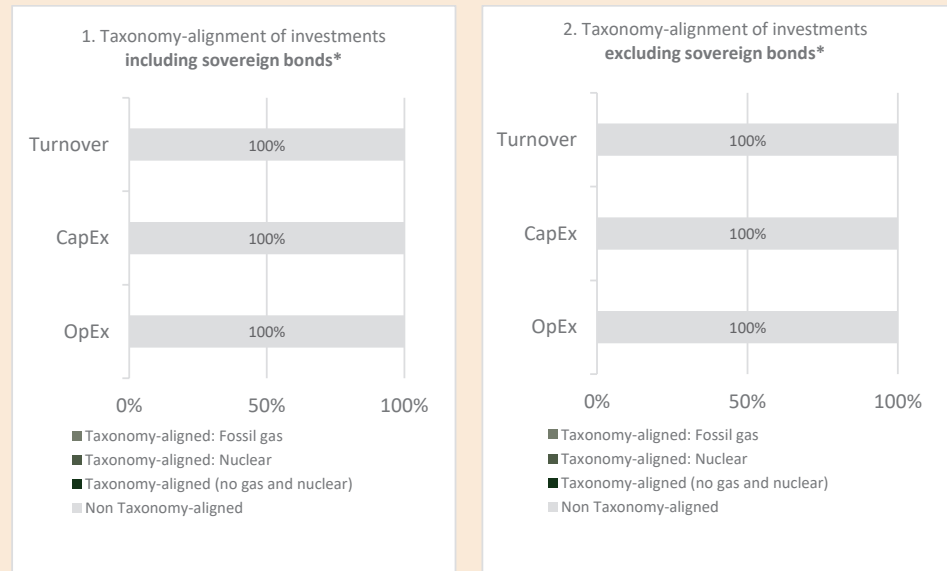 1. Taxonomy-alignment of investments
including sovereign bonds*
Turnover
100%
CapEx
100%
OpEx
100%
0%
50%
100%
Taxonomy-aligned: Fossil gas
Taxonomy-aligned: Nuclear
Taxonomy-aligned (no gas and nuclear)
Non Taxonomy-aligned
2. Taxonomy-alignment of investments
excluding sovereign bonds*
Turnover
100%
CapEx
100%
OpEx
100%
0%
50%
100%
Taxonomy-aligned: Fossil gas
Taxonomy-aligned: Nuclear
Taxonomy-aligned (no gas and nuclear)
Non Taxonomy-aligned